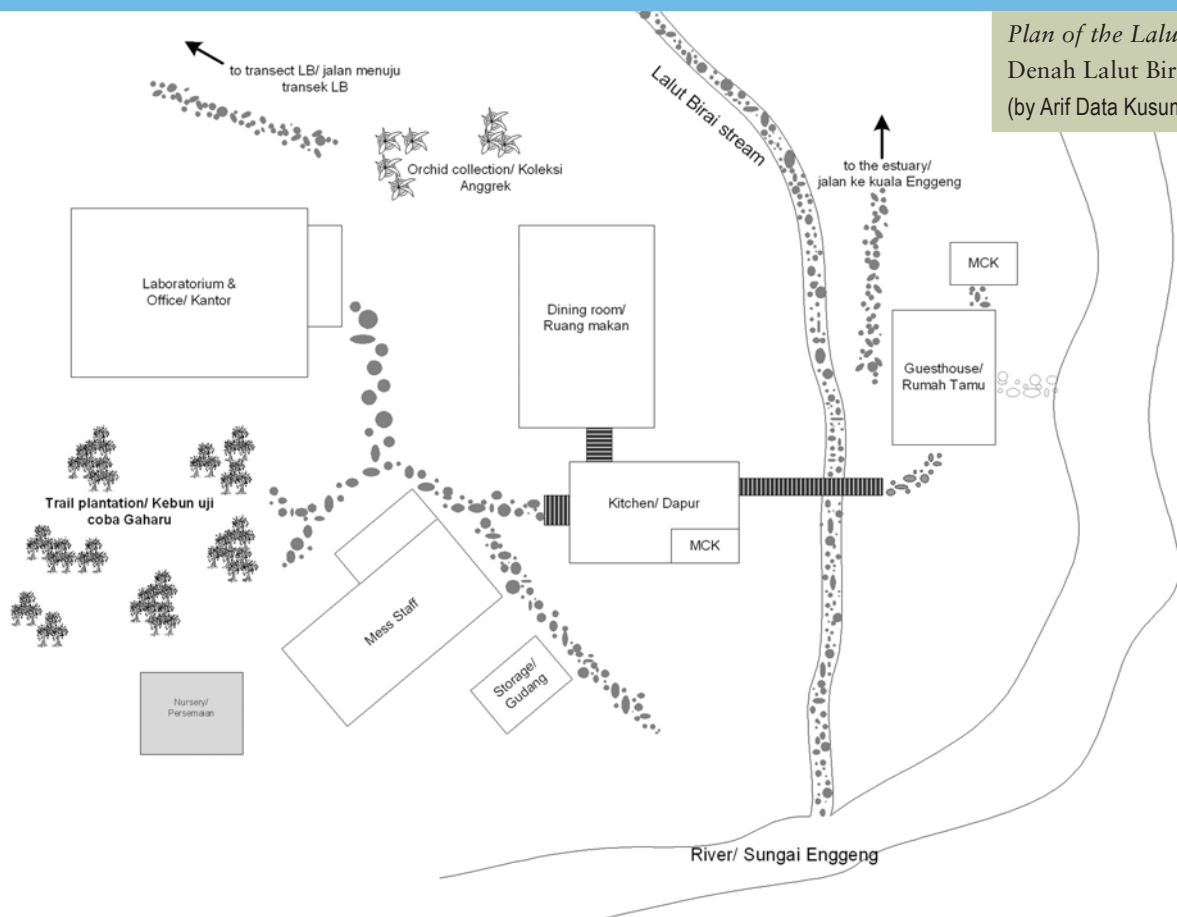 Plan of the Lalu
Denah Lalut Bir
(by Arif Data Kusum
to transect LB/ jalan menuju
transek LB
Orchid collection/ Koleksi
Anggrek
Lalut Birai stream
to the estuary/
jalan ke kuala Enggeng
MCK
Laboratorium &
Office/ Kantor
Dining room/
Ruang makan
Guesthouse/
Rumah Tamu
Trail plantation/ Kebun uji
coba Gaharu
Kitchen/ Dapur
MCK
Mess Staff
Storage/
Gudang
Nursery/
Persemaian
River/ Sungai Enggeng